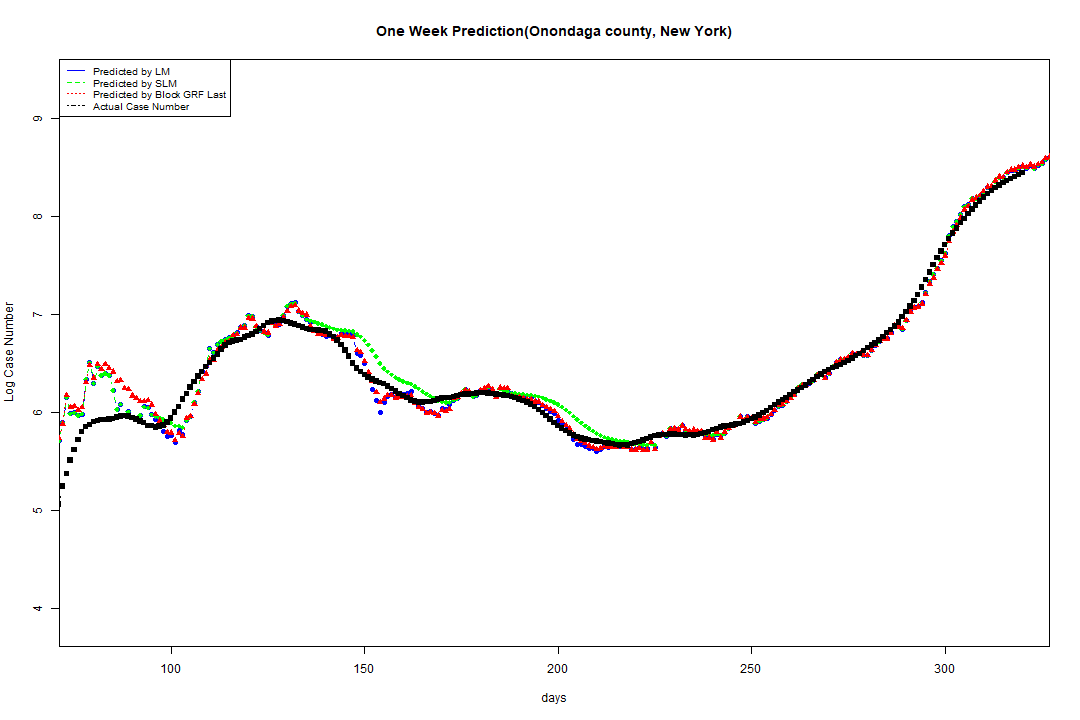 One Week Prediction(Onondaga county, New York)
Predicted by LM
Predicted by SLM
Predicted by Block GRF Last
Actual Case Number
Log Case Number
9
8
7
6
5
4
100 150 200 250 300
days